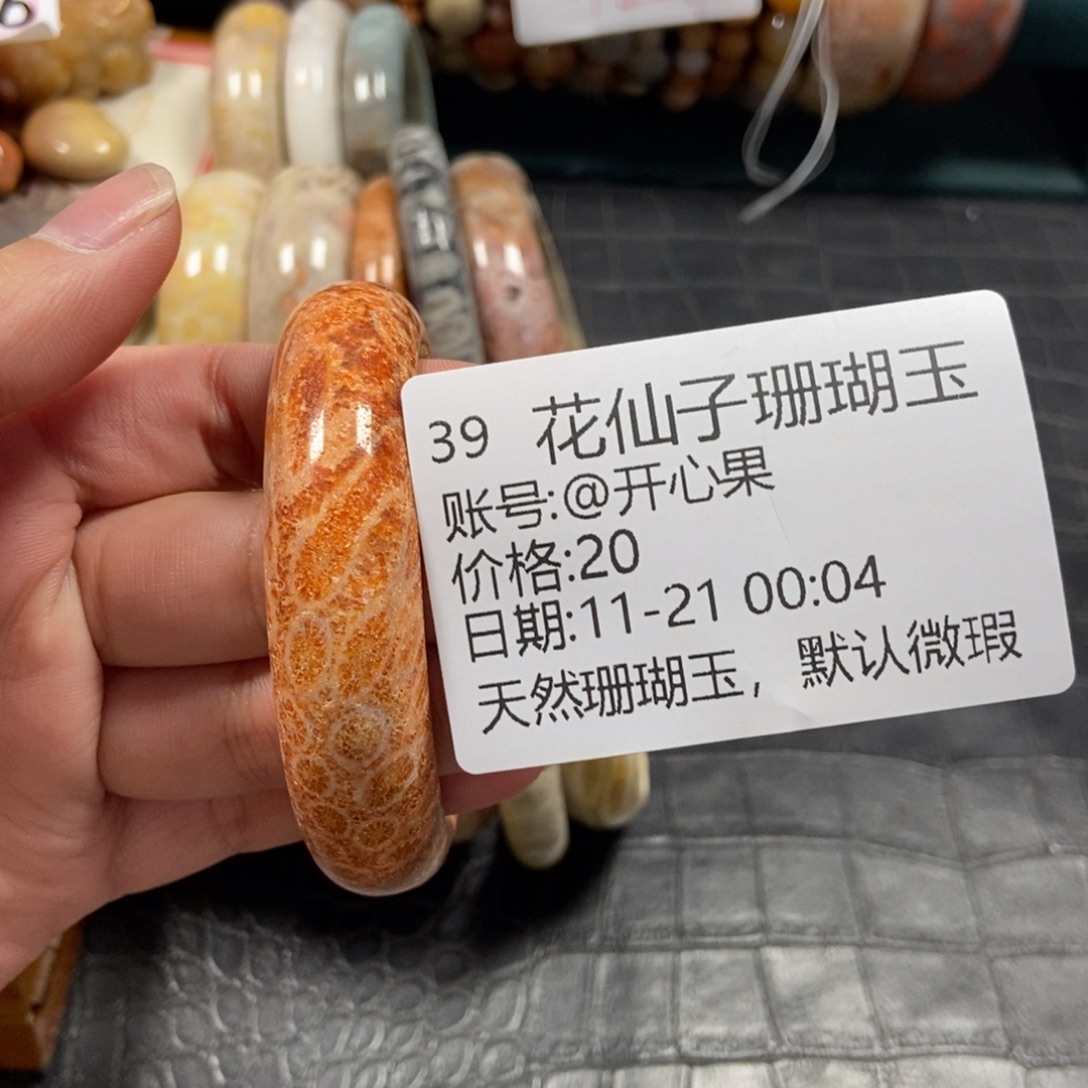 39 花仙子珊瑚玉
账号:@开心果
价格:20
日期:11-21 00:04
天然珊瑚玉，默认微瑕